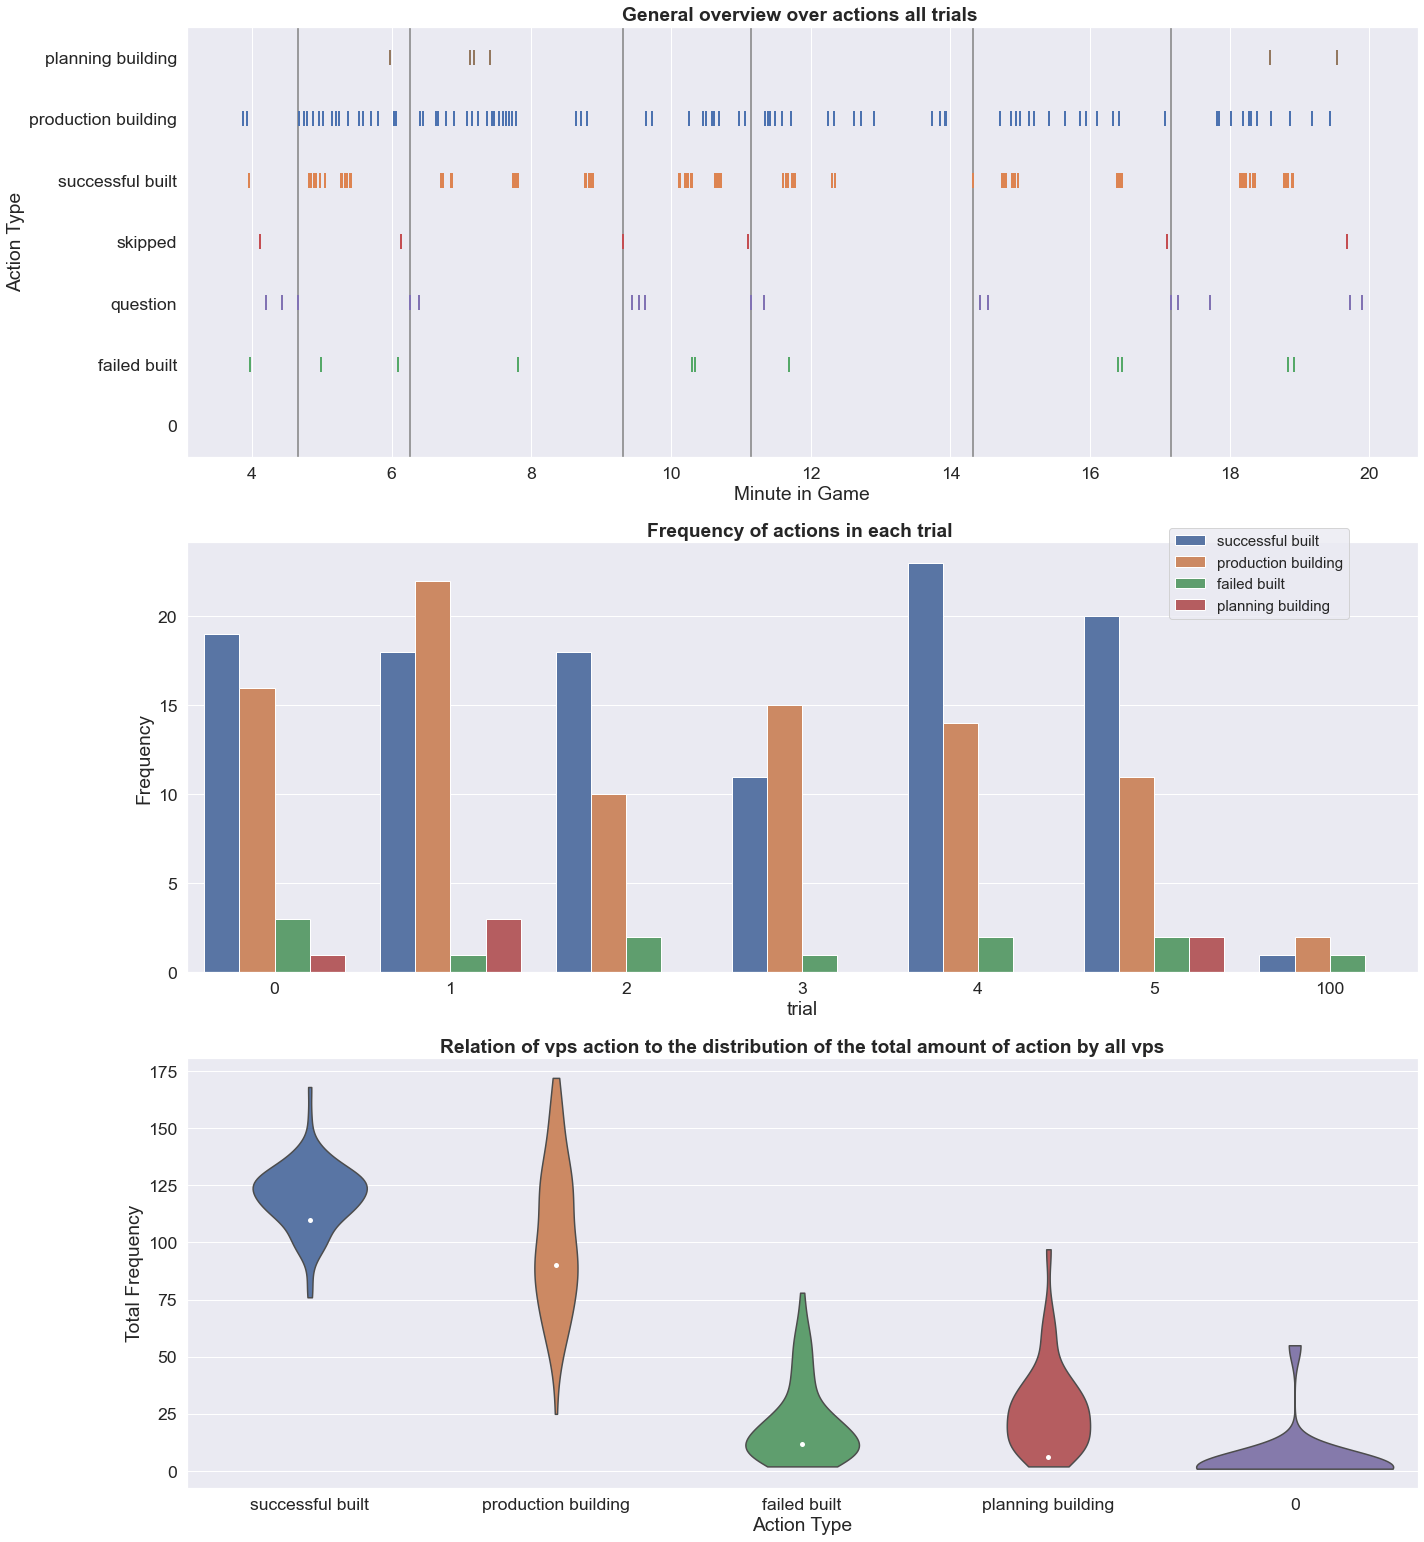 General overview over actions all trials
planning building
production building
successful built
skipped
question
failed built
0
Action Type
4 6 8 10 12 14 16 18 20
Minute in Game
Frequency of actions in each trial
successful built
production building
failed built
planning building
20
15
10
5
0
Frequency
0 1 2 3 4 5 100
trial
Relation of vps action to the distribution of the total amount of action by all vps
175
150
125
100
75
50
25
0
Total Frequency
successful built production building failed built planning building 0
Action Type